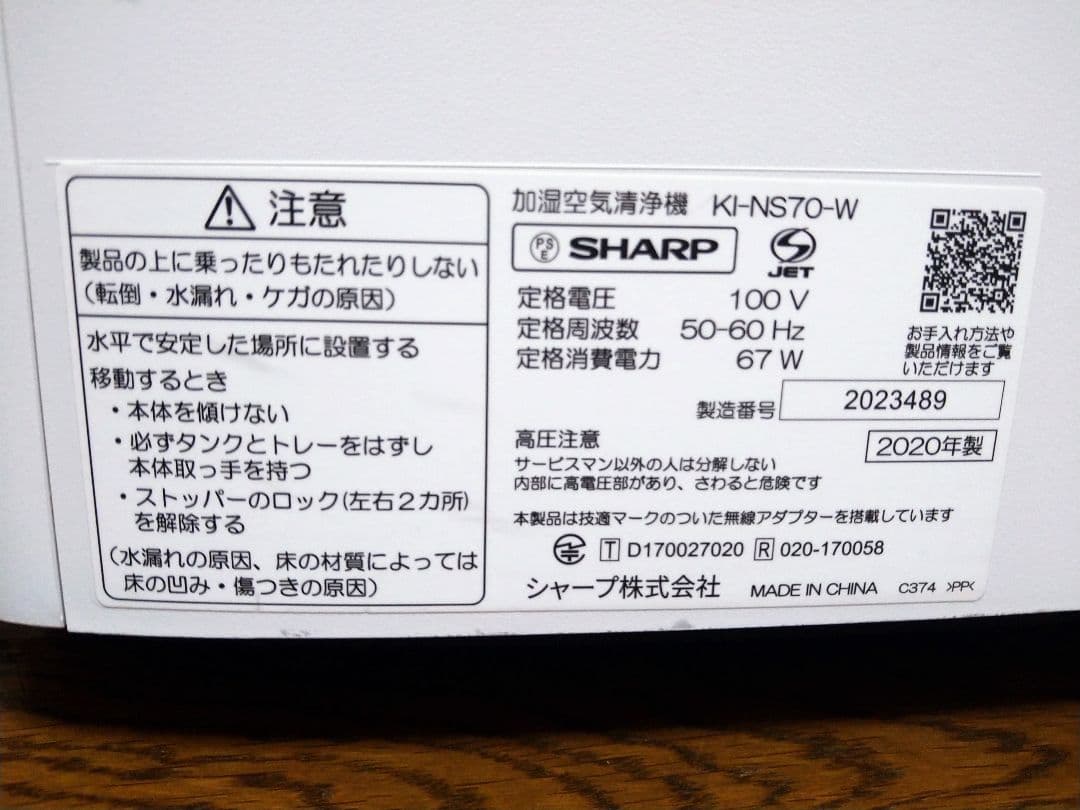 注意
製品の上に乗ったりもたれたりしない
（転倒・水漏れ・ケガの原因）
水平で安定した場所に設置する
移動するとき
・本体を傾けない
・必ずタンクとトレーをはずし
本体取っ手を持つ
・ストッパーのロック(左右２カ所)
を解除する
（水漏れの原因、床の材質によっては
床の凹み・傷つきの原因）
加湿空気清浄機 KI-NS70-W
PSE SHARP
JET
定格電圧 100 V
定格周波数 50-60 Hz
定格消費電力 67 W
お手入れ方法や
製品情報をご覧
いただけます
製造番号 2023489
2020年製
高圧注意
サービスマン以外の人は分解しない
内部に高電圧部があり、さわると危険です
本製品は技適マークのついた無線アダプターを搭載しています
T D170027020 R 020-170058
シャープ株式会社 MADE IN CHINA C374 >PP<